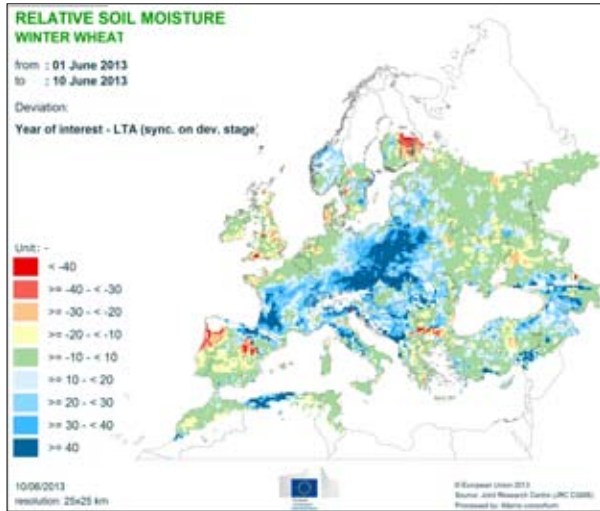 RELATIVE SOIL MOISTURE
WINTER WHEAT
from : 01 June 2013
to : 10 June 2013
Deviation:
Year of interest - LTA (sync. on dev. stage)
Unit: -
< -40
>= -40 - < -30
>= -30 - < -20
>= -20 - < -10
>= -10 - < 10
>= 10 - < 20
>= 20 - < 30
>= 30 - < 40
>= 40
10/06/2013
resolution: 25x25 km
© European Union 2013
Source: Joint Research Centre
Processed by: Alterra consortium